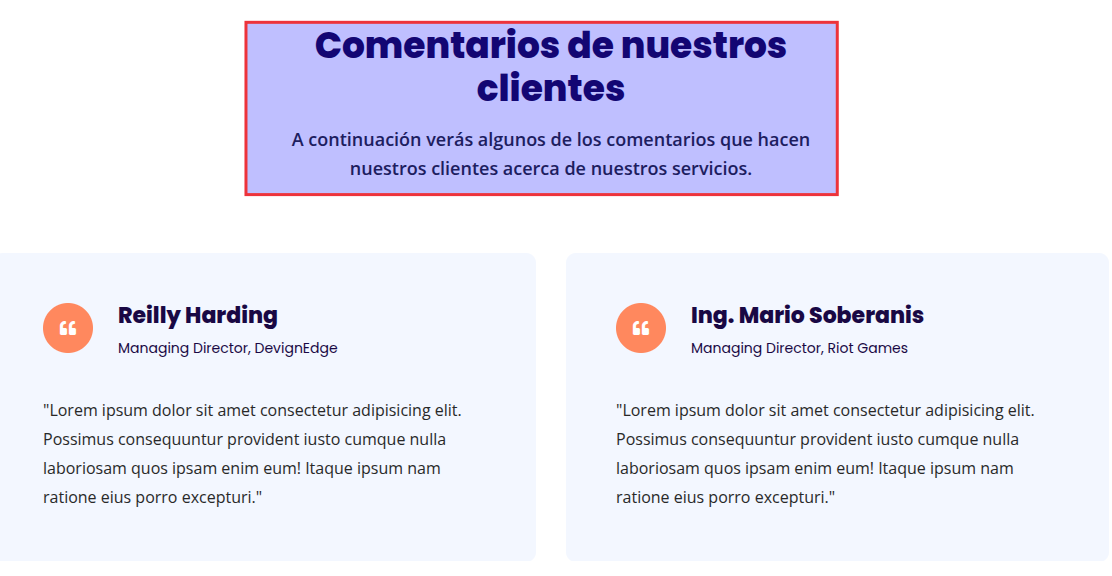 Comentarios de nuestros
clientes
A continuación verás algunos de los comentarios que hacen
nuestros clientes acerca de nuestros servicios.
Reilly Harding
Managing Director, DevignEdge
"Lorem ipsum dolor sit amet consectetur adipisicing elit.
Possimus consequuntur provident iusto cumque nulla
laboriosam quos ipsam enim eum! Itaque ipsum nam
ratione eius porro excepturi."
Ing. Mario Soberanis
Managing Director, Riot Games
"Lorem ipsum dolor sit amet consectetur adipisicing elit.
Possimus consequuntur provident iusto cumque nulla
laboriosam quos ipsam enim eum! Itaque ipsum nam
ratione eius porro excepturi."